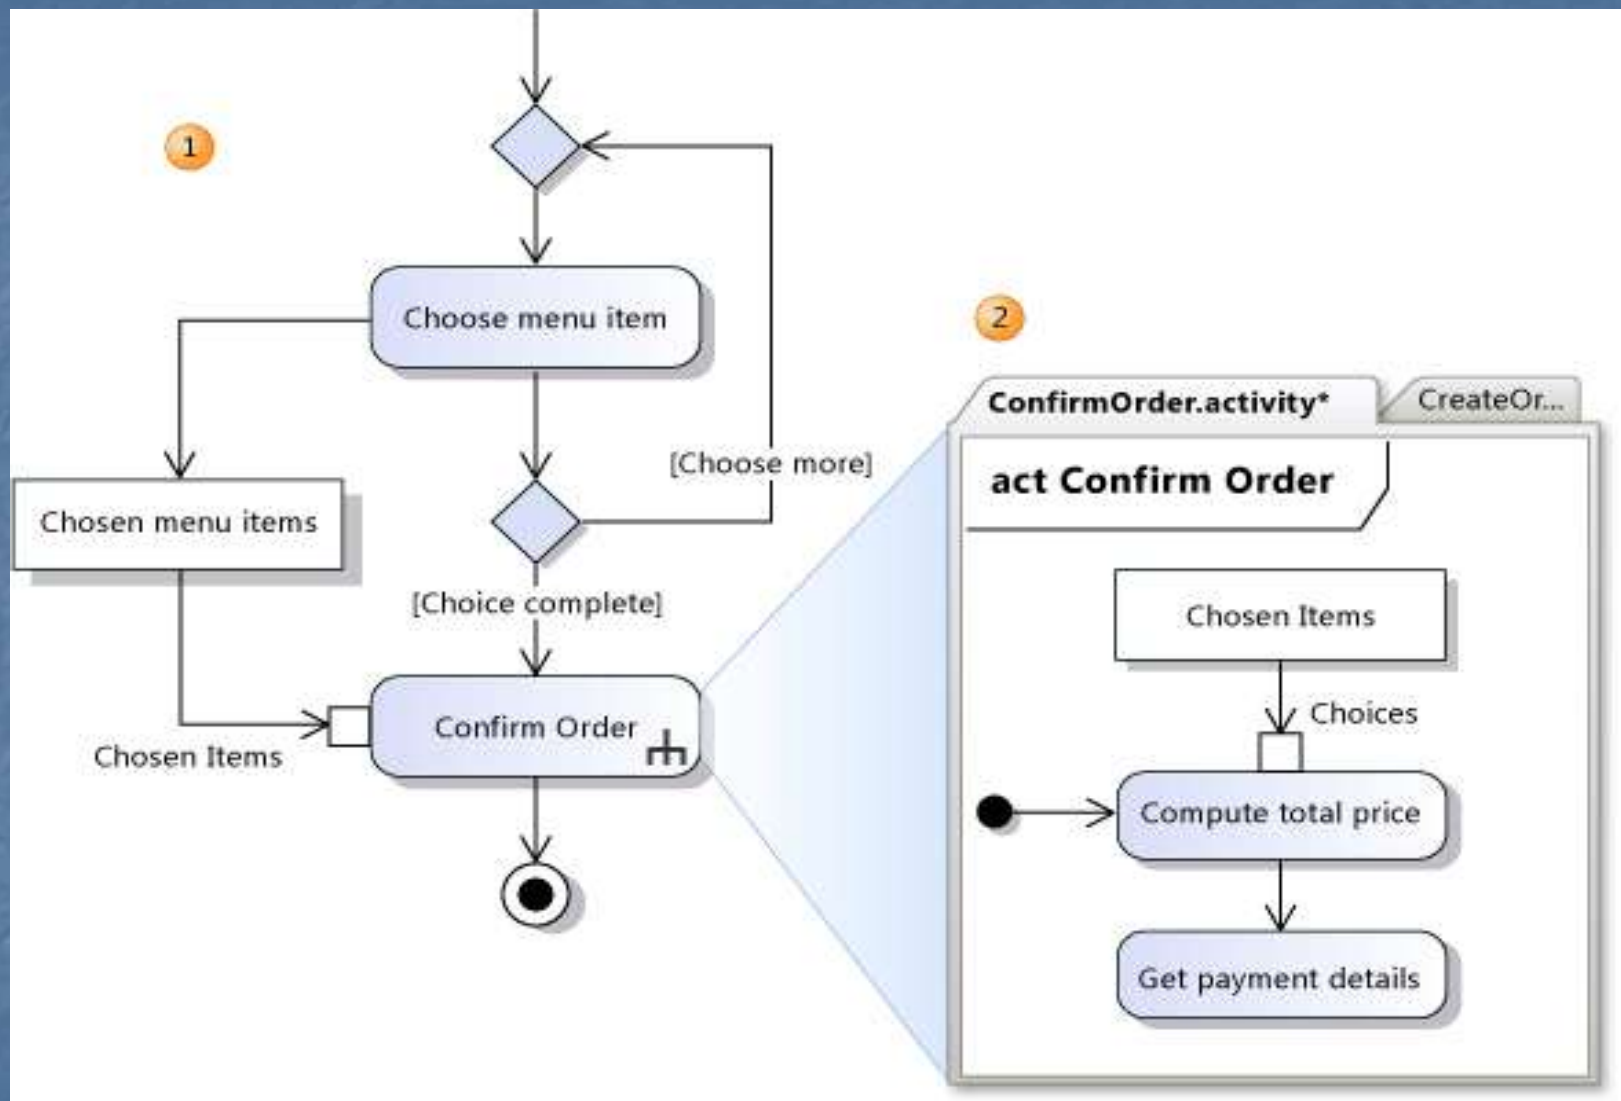 1
Choose menu item
2
ConfirmOrder.activity*
CreateOr...
[Choose more]
act Confirm Order
Chosen menu items
[Choice complete]
Chosen Items
Choices
Confirm Order
Chosen Items
Compute total price
Get payment details